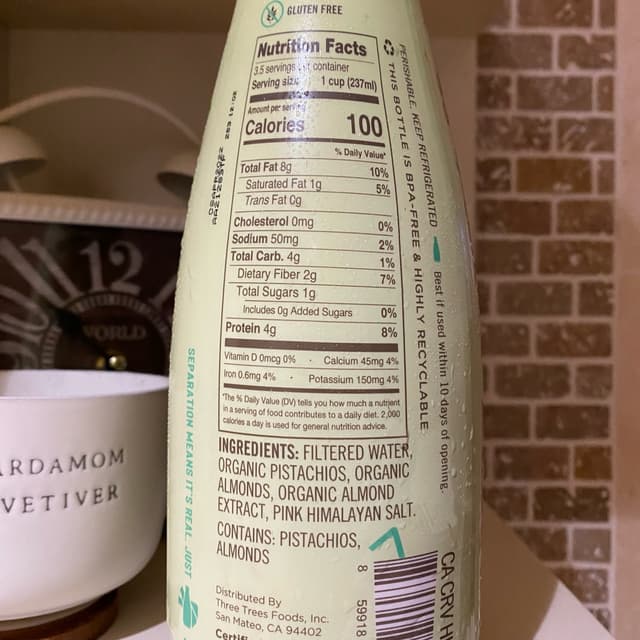 GLUTEN FREE
Nutrition Facts
3.5 servings per container
Serving size 1 cup (237ml)
Amount per serving
Calories 100
% Daily Value*
Total Fat 8g 10%
Saturated Fat 1g 5%
Trans Fat 0g
Cholesterol 0mg 0%
Sodium 50mg 2%
Total Carb. 4g 1%
Dietary Fiber 2g 7%
Total Sugars 1g
Includes 0g Added Sugars 0%
Protein 4g 8%
Vitamin D 0mcg 0% · Calcium 45mg 4%
Iron 0.6mg 4% · Potassium 150mg 4%
*The % Daily Value (DV) tells you how much a nutrient
in a serving of food contributes to a daily diet. 2,000
calories a day is used for general nutrition advice.
INGREDIENTS: FILTERED WATER,
ORGANIC PISTACHIOS, ORGANIC
ALMONDS, ORGANIC ALMOND
EXTRACT, PINK HIMALAYAN SALT.
CONTAINS: PISTACHIOS,
ALMONDS
Distributed By
Three Trees Foods, Inc.
San Mateo, CA 94402
PERISHABLE. KEEP REFRIGERATED
Best if used within 10 days of opening.
THIS BOTTLE IS BPA-FREE & HIGHLY RECYCLABLE
SEPARATION MEANS IT'S REAL. JUST
CA CRV
8 59918
12
WORLD
ARDAMOM
VETIVER